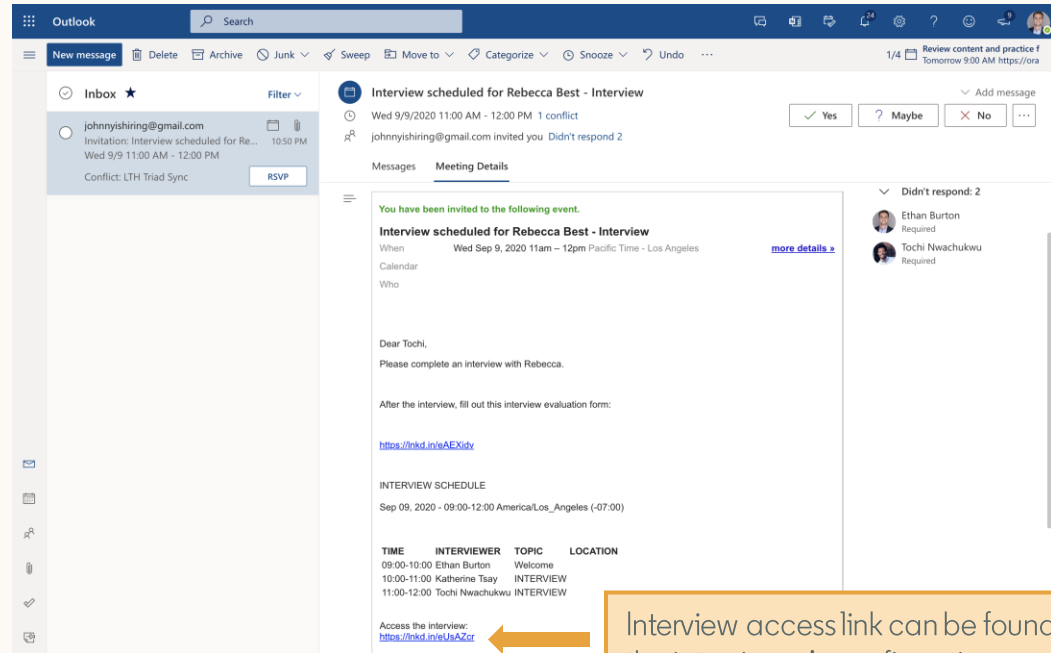 Outlook
Search
24
9
New message
Delete
Archive
Junk
Sweep
Move to
Categorize
Snooze
Undo
1/4
Review content and practice f
Tomorrow 9:00 AM https://ora
Inbox
Filter
johnnyishiring@gmail.com
Invitation: Interview scheduled for Re... 10:50 PM
Wed 9/9 11:00 AM - 12:00 PM
Conflict: LTH Triad Sync
RSVP
Interview scheduled for Rebecca Best - Interview
Add message
Wed 9/9/2020 11:00 AM - 12:00 PM 1 conflict
Yes
? Maybe
No
johnnyishiring@gmail.com invited you Didn't respond 2
Messages Meeting Details
You have been invited to the following event.
Interview scheduled for Rebecca Best - Interview
When Wed Sep 9, 2020 11am – 12pm Pacific Time - Los Angeles more details »
Calendar
Who
Dear Tochi,
Please complete an interview with Rebecca.
After the interview, fill out this interview evaluation form:
https://lnkd.in/eAEXidv
INTERVIEW SCHEDULE
Sep 09, 2020 - 09:00-12:00 America/Los_Angeles (-07:00)
TIME INTERVIEWER TOPIC LOCATION
09:00-10:00 Ethan Burton Welcome
10:00-11:00 Katherine Tsay INTERVIEW
11:00-12:00 Tochi Nwachukwu INTERVIEW
Access the interview:
https://lnkd.in/eUsAZcr
Didn't respond: 2
Ethan Burton
Required
Tochi Nwachukwu
Required
Interview access link can be found